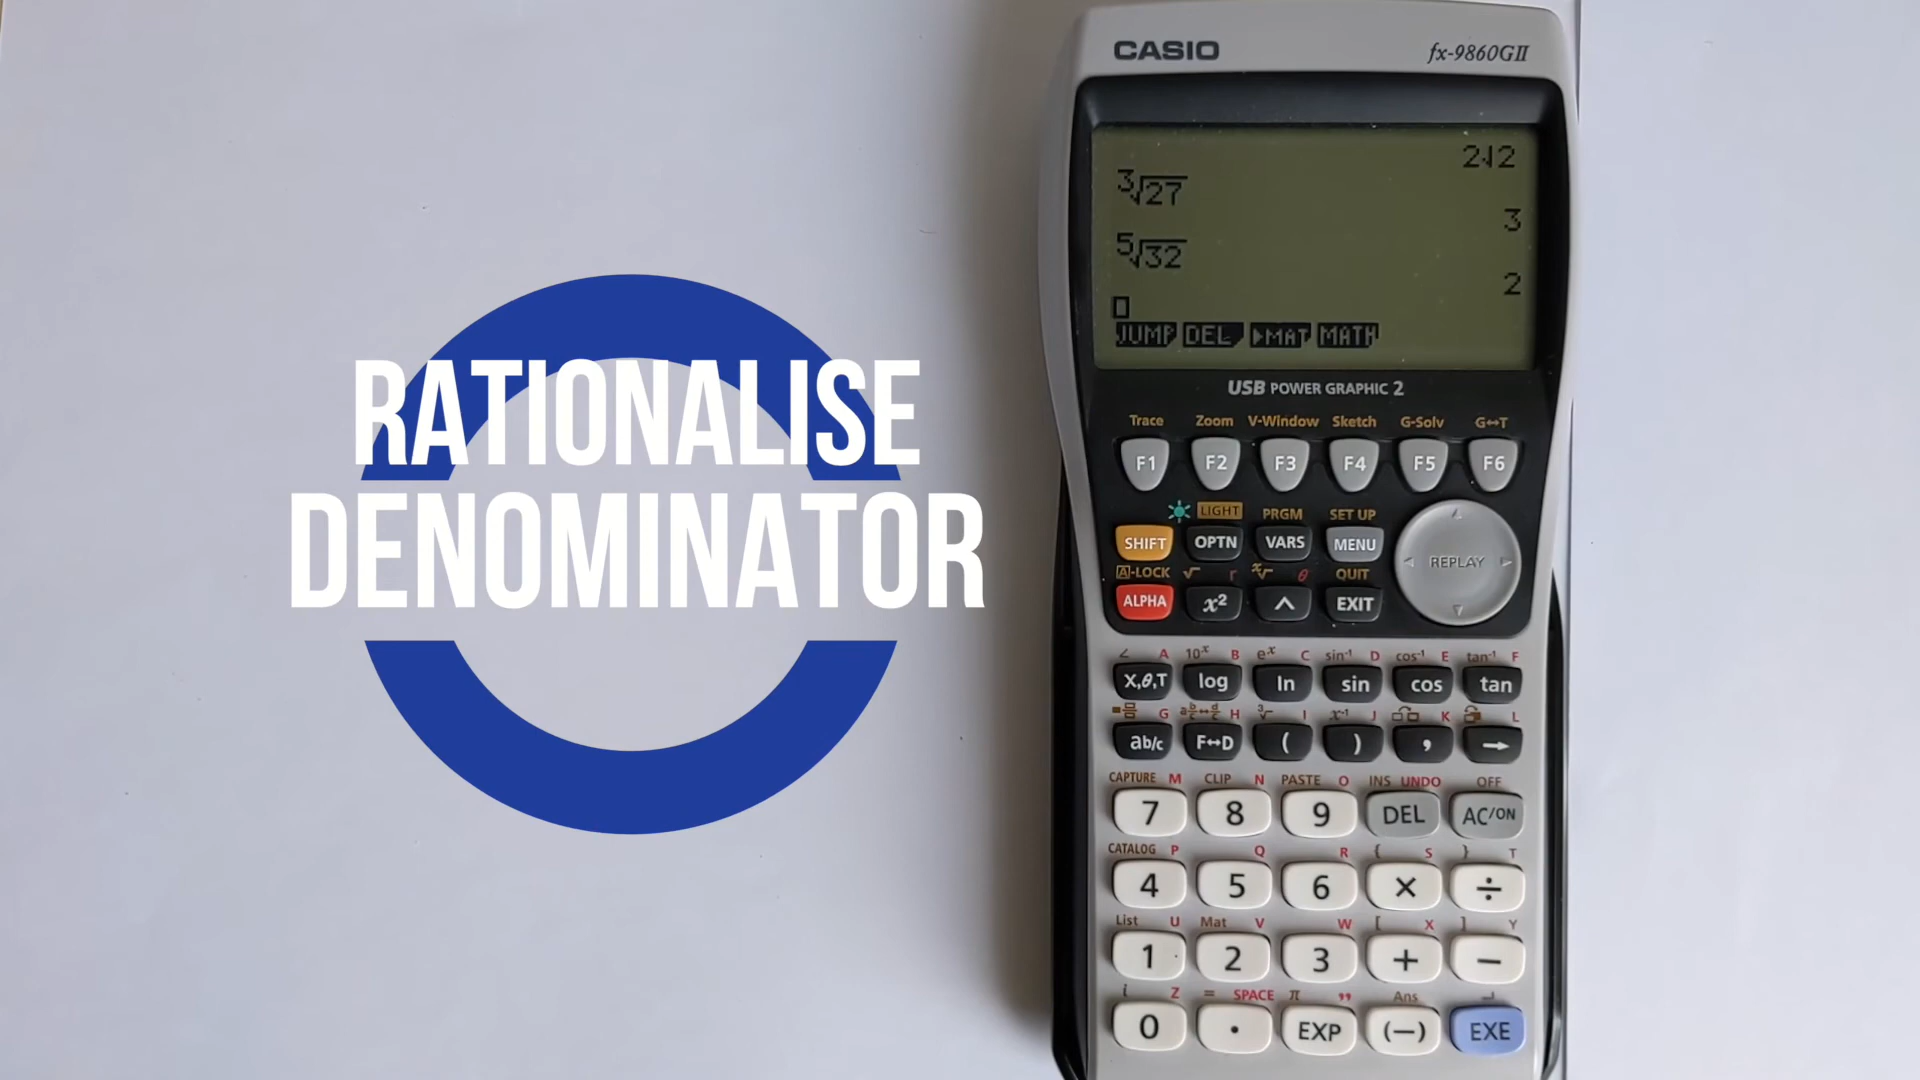 RATIONALISE
DENOMINATOR
CASIO fx-9860GII
2√2
³√27
3
⁵√32
2
JUMP DEL ▶MAT MATH
USB POWER GRAPHIC 2
Trace Zoom V-Window Sketch G-Solv G↔T
F1 F2 F3 F4 F5 F6
LIGHT PRGM SET UP
SHIFT OPTN VARS MENU
REPLAY
A-LOCK √ r ˣ√ θ QUIT
ALPHA x² ^ EXIT
∠ A 10ˣ B eˣ C sin⁻¹ D cos⁻¹ E tan⁻¹ F
X,θ,T log ln sin cos tan
G H ³√ I x⁻¹ J K L
ab/c F↔D ( ) , →
CAPTURE M CLIP N PASTE O INS UNDO OFF
7 8 9 DEL AC/ON
CATALOG P Q R { S } T
4 5 6 × ÷
List U Mat V W [ X ] Y
1 2 3 + −
i Z = SPACE π " Ans ↵
0 . EXP (−) EXE